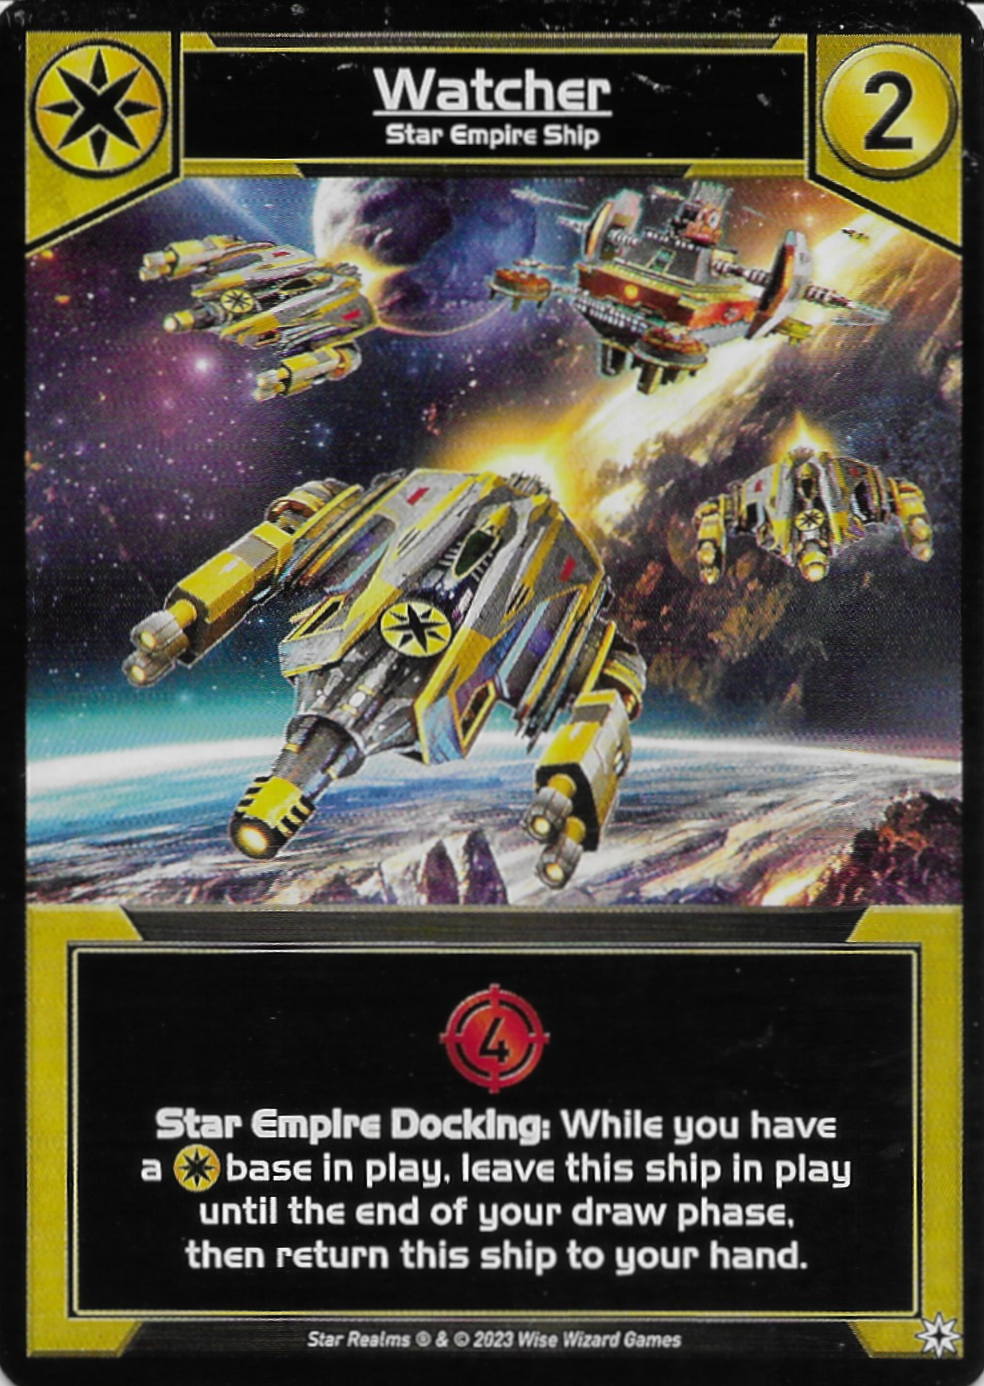 Watcher
Star Empire Ship
2
4
Star Empire Docking: While you have
a base in play, leave this ship in play
until the end of your draw phase,
then return this ship to your hand.
Star Realms ® & © 2023 Wise Wizard Games